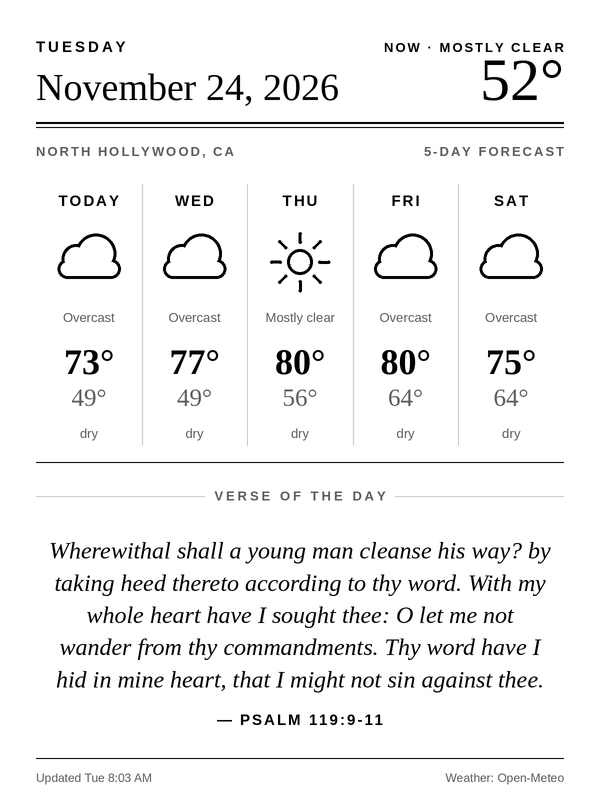 TUESDAY
NOW · MOSTLY CLEAR
November 24, 2026
52°
NORTH HOLLYWOOD, CA
5-DAY FORECAST
TODAY WED THU FRI SAT
Overcast Overcast Mostly clear Overcast Overcast
73° 77° 80° 80° 75°
49° 49° 56° 64° 64°
dry dry dry dry dry
VERSE OF THE DAY
Wherewithal shall a young man cleanse his way? by
taking heed thereto according to thy word. With my
whole heart have I sought thee: O let me not
wander from thy commandments. Thy word have I
hid in mine heart, that I might not sin against thee.
— PSALM 119:9-11
Updated Tue 8:03 AM
Weather: Open-Meteo